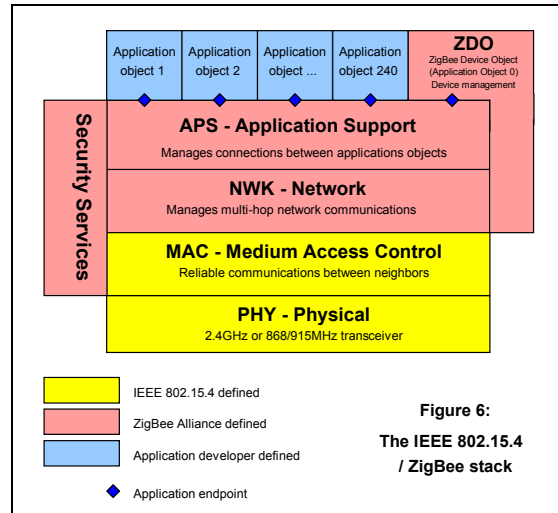 Application
object 1
Application
object 2
Application
object ...
Application
object 240
ZDO
ZigBee Device Object
(Application Object 0)
Device management
Security Services
APS - Application Support
Manages connections between applications objects
NWK - Network
Manages multi-hop network communications
MAC - Medium Access Control
Reliable communications between neighbors
PHY - Physical
2.4GHz or 868/915MHz transceiver
IEEE 802.15.4 defined
ZigBee Alliance defined
Application developer defined
Application endpoint
Figure 6:
The IEEE 802.15.4
/ ZigBee stack